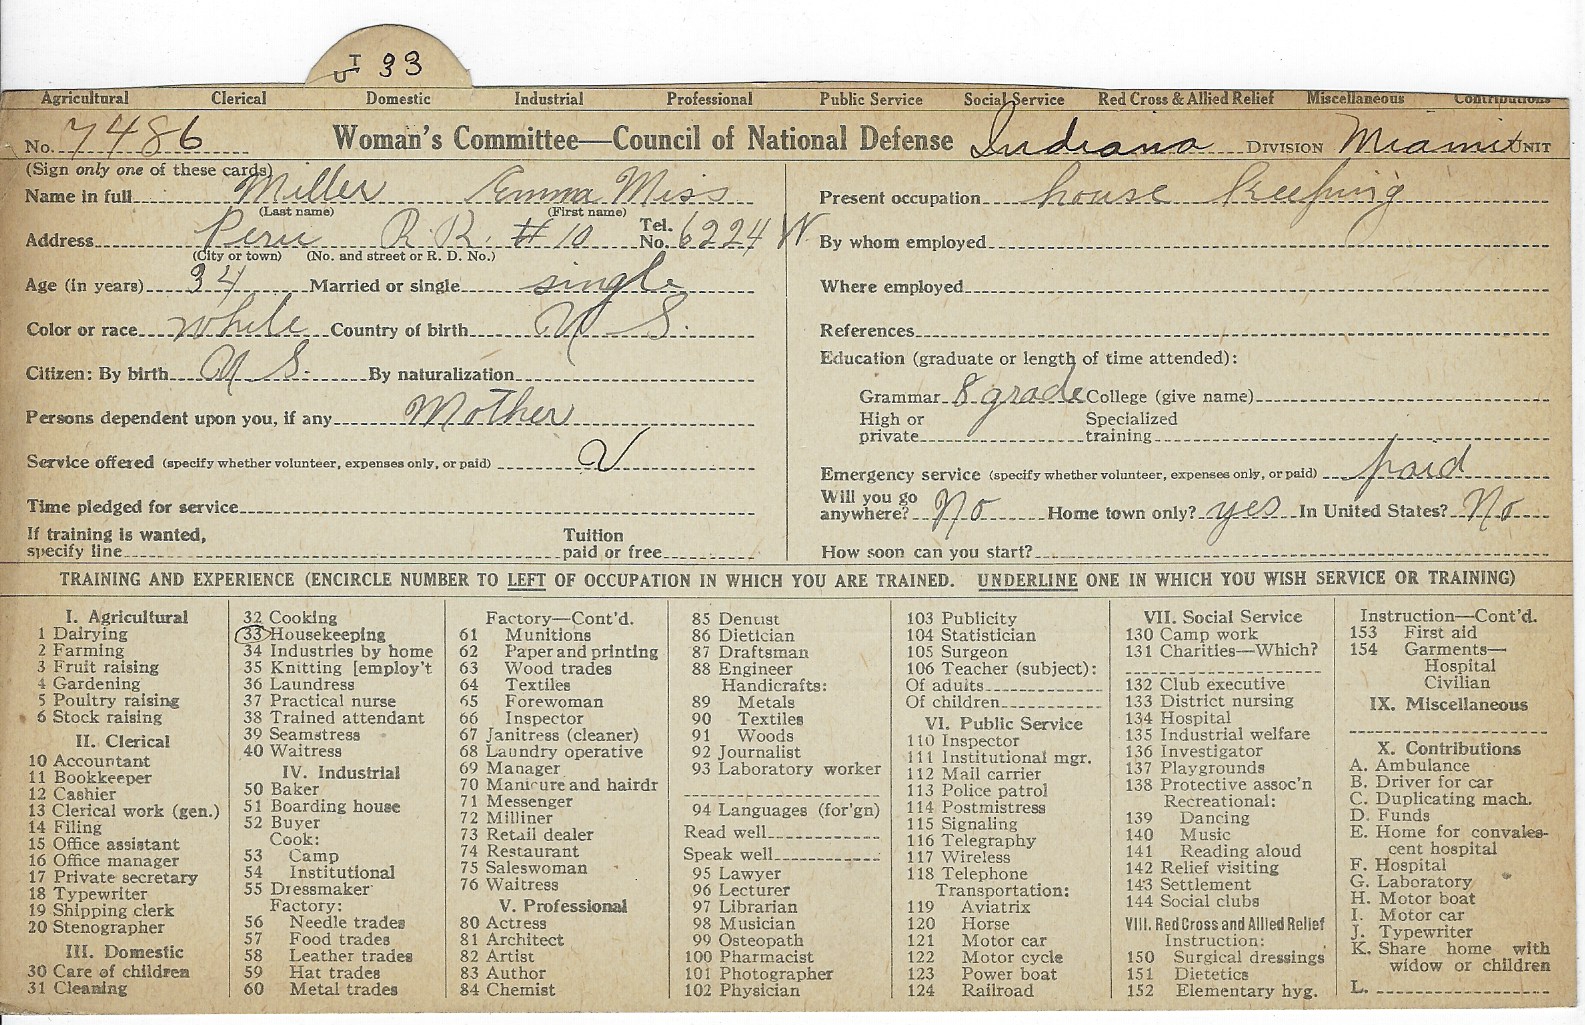 T
U 33
Agricultural Clerical Domestic Industrial Professional Public Service Social Service Red Cross & Allied Relief Miscellaneous Contributions
No. 7486 Woman's Committee—Council of National Defense Indiana DIVISION Miami UNIT
(Sign only one of these cards)
Name in full Miller Emma Miss
(Last name) (First name)
Address Peru R. R. # 10 Tel. No. 6224 W.
(City or town) (No. and street or R. D. No.)
Age (in years) 34 Married or single single
Color or race white Country of birth U S.
Citizen: By birth U S. By naturalization
Persons dependent upon you, if any Mother
Service offered (specify whether volunteer, expenses only, or paid) V
Time pledged for service
If training is wanted, specify line Tuition paid or free
Present occupation house keeping
By whom employed
Where employed
References
Education (graduate or length of time attended):
Grammar 8 grade College (give name)
High or private Specialized training
Emergency service (specify whether volunteer, expenses only, or paid) paid
Will you go anywhere? No Home town only? yes In United States? No
How soon can you start?
TRAINING AND EXPERIENCE (ENCIRCLE NUMBER TO LEFT OF OCCUPATION IN WHICH YOU ARE TRAINED. UNDERLINE ONE IN WHICH YOU WISH SERVICE OR TRAINING)
I. Agricultural
1 Dairying
2 Farming
3 Fruit raising
4 Gardening
5 Poultry raising
6 Stock raising
II. Clerical
10 Accountant
11 Bookkeeper
12 Cashier
13 Clerical work (gen.)
14 Filing
15 Office assistant
16 Office manager
17 Private secretary
18 Typewriter
19 Shipping clerk
20 Stenographer
III. Domestic
30 Care of children
31 Cleaning
32 Cooking
33 Housekeeping
34 Industries by home
35 Knitting [employ't
36 Laundress
37 Practical nurse
38 Trained attendant
39 Seamstress
40 Waitress
IV. Industrial
50 Baker
51 Boarding house
52 Buyer
Cook:
53 Camp
54 Institutional
55 Dressmaker
Factory:
56 Needle trades
57 Food trades
58 Leather trades
59 Hat trades
60 Metal trades
Factory—Cont'd.
61 Munitions
62 Paper and printing
63 Wood trades
64 Textiles
65 Forewoman
66 Inspector
67 Janitress (cleaner)
68 Laundry operative
69 Manager
70 Manicure and hairdr
71 Messenger
72 Milliner
73 Retail dealer
74 Restaurant
75 Saleswoman
76 Waitress
V. Professional
80 Actress
81 Architect
82 Artist
83 Author
84 Chemist
85 Dentist
86 Dietician
87 Draftsman
88 Engineer
Handicrafts:
89 Metals
90 Textiles
91 Woods
92 Journalist
93 Laboratory worker
94 Languages (for'gn)
Read well
Speak well
95 Lawyer
96 Lecturer
97 Librarian
98 Musician
99 Osteopath
100 Pharmacist
101 Photographer
102 Physician
103 Publicity
104 Statistician
105 Surgeon
106 Teacher (subject):
Of adults
Of children
VI. Public Service
110 Inspector
111 Institutional mgr.
112 Mail carrier
113 Police patrol
114 Postmistress
115 Signaling
116 Telegraphy
117 Wireless
118 Telephone
Transportation:
119 Aviatrix
120 Horse
121 Motor car
122 Motor cycle
123 Power boat
124 Railroad
VII. Social Service
130 Camp work
131 Charities—Which?
132 Club executive
133 District nursing
134 Hospital
135 Industrial welfare
136 Investigator
137 Playgrounds
138 Protective assoc'n
Recreational:
139 Dancing
140 Music
141 Reading aloud
142 Relief visiting
143 Settlement
144 Social clubs
VIII. Red Cross and Allied Relief
Instruction:
150 Surgical dressings
151 Dietetics
152 Elementary hyg.
Instruction—Cont'd.
153 First aid
154 Garments—
Hospital
Civilian
IX. Miscellaneous
X. Contributions
A. Ambulance
B. Driver for car
C. Duplicating mach.
D. Funds
E. Home for convales-
cent hospital
F. Hospital
G. Laboratory
H. Motor boat
I. Motor car
J. Typewriter
K. Share home with
widow or children
L.